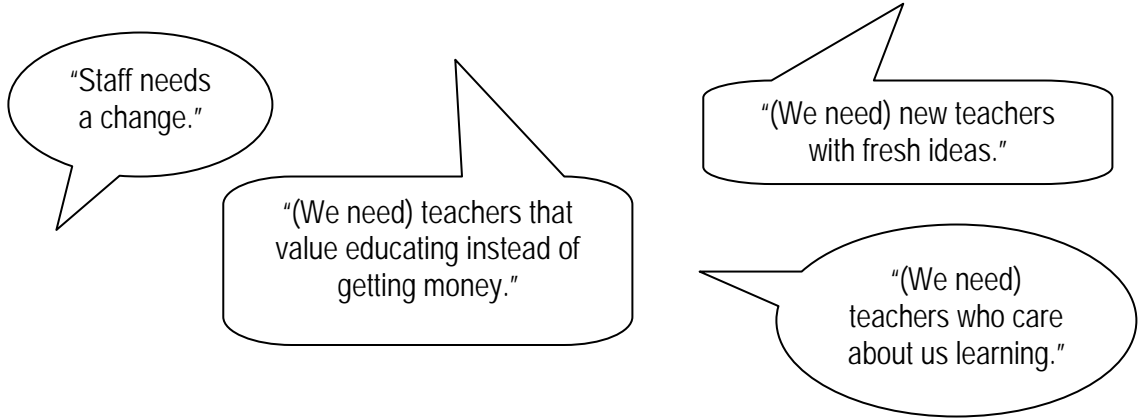 "Staff needs
a change."
"(We need) teachers that
value educating instead of
getting money."
"(We need) new teachers
with fresh ideas."
"(We need)
teachers who care
about us learning."